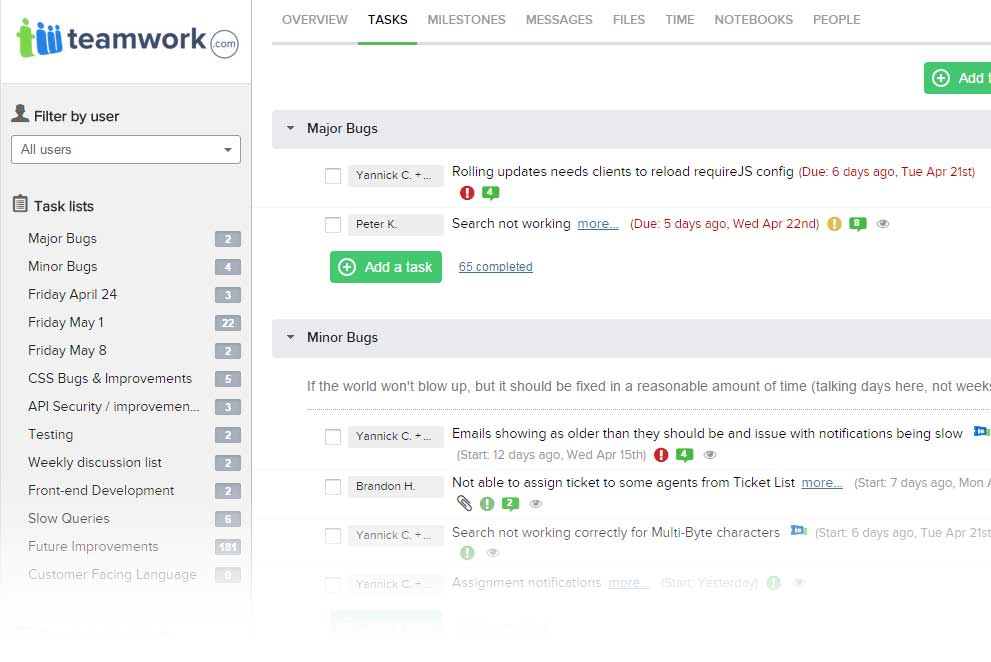 teamwork.com
OVERVIEW TASKS MILESTONES MESSAGES FILES TIME NOTEBOOKS PEOPLE
Filter by user
All users
Task lists
Major Bugs 2
Minor Bugs 4
Friday April 24 3
Friday May 1 22
Friday May 8 2
CSS Bugs & Improvements 5
API Security / improvemen... 3
Testing 2
Weekly discussion list 2
Front-end Development 2
Slow Queries 6
Future Improvements 181
Customer Facing Language 0
Add
Major Bugs
Yannick C. +... Rolling updates needs clients to reload requireJS config (Due: 6 days ago, Tue Apr 21st)
4
Peter K. Search not working more... (Due: 5 days ago, Wed Apr 22nd) 8
Add a task 65 completed
Minor Bugs
If the world won't blow up, but it should be fixed in a reasonable amount of time (talking days here, not weeks
Yannick C. +... Emails showing as older than they should be and issue with notifications being slow
(Start: 12 days ago, Wed Apr 15th) 4
Brandon H. Not able to assign ticket to some agents from Ticket List more... (Start: 7 days ago, Mon A
2
Yannick C. +... Search not working correctly for Multi-Byte characters (Start: 6 days ago, Tue Apr 21st
Yannick C. +... Assignment notifications more... (Start: Yesterday)